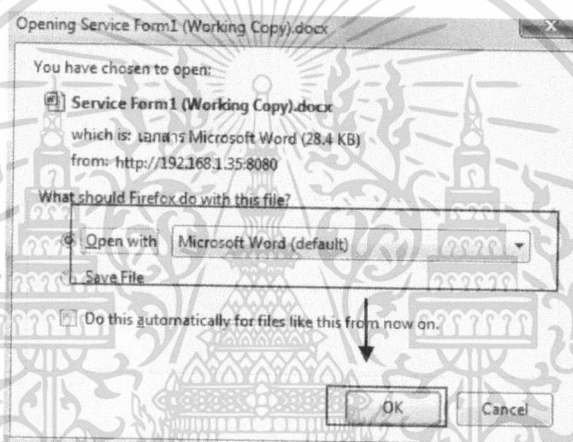 Opening Service Form1 (Working Copy).docx
You have chosen to open:
Service Form1 (Working Copy).docx
which is: เอกสาร Microsoft Word (28.4 KB)
from: http://192.168.1.35:8080
What should Firefox do with this file?
Open with Microsoft Word (default)
Save File
Do this automatically for files like this from now on.
OK Cancel